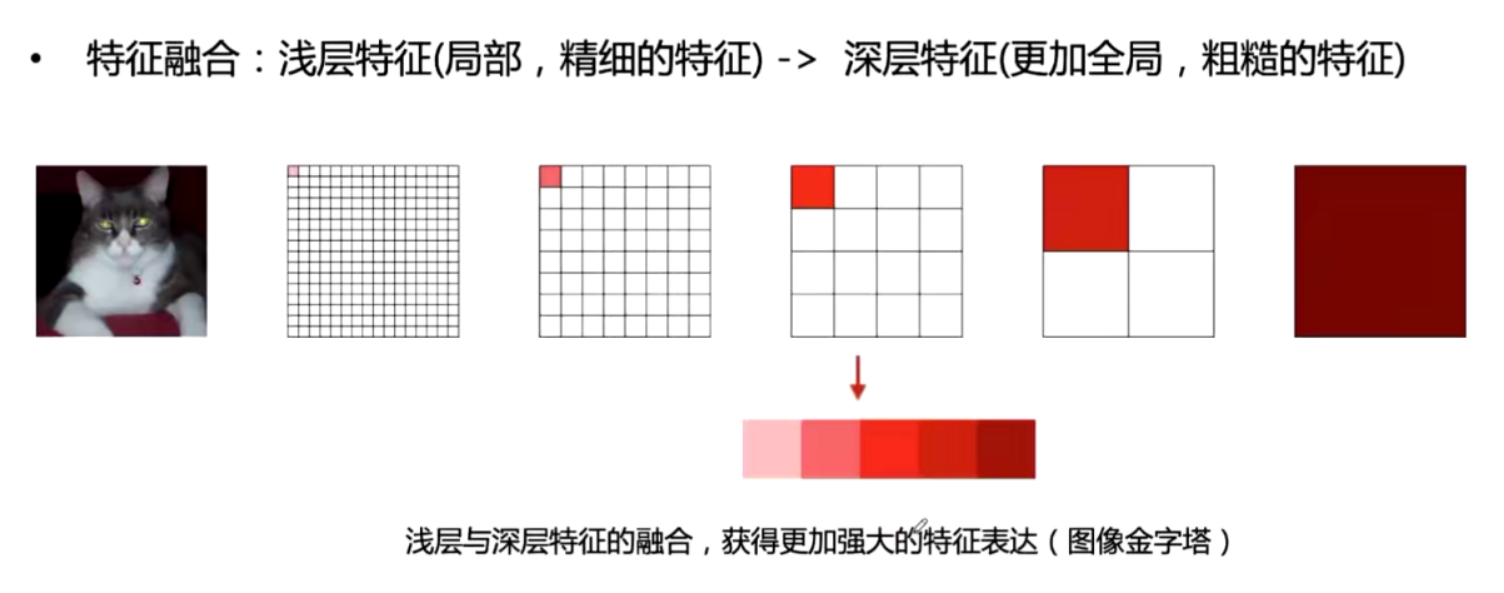 • 特征融合：浅层特征(局部，精细的特征) -> 深层特征(更加全局，粗糙的特征)
浅层与深层特征的融合，获得更加强大的特征表达（图像金字塔）